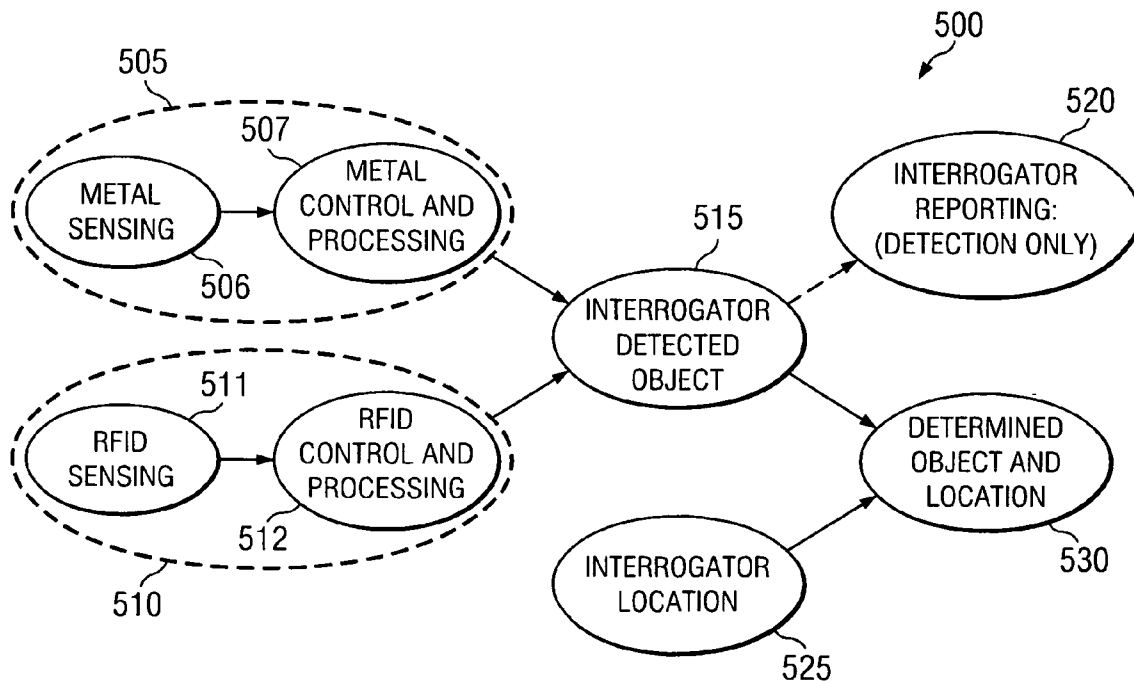 500
505
520
507
METAL
SENSING
506
METAL
CONTROL AND
PROCESSING
INTERROGATOR
REPORTING:
(DETECTION ONLY)
515
INTERROGATOR
DETECTED
OBJECT
511
RFID
SENSING
RFID
CONTROL AND
PROCESSING
512
510
DETERMINED
OBJECT AND
LOCATION
530
INTERROGATOR
LOCATION
525